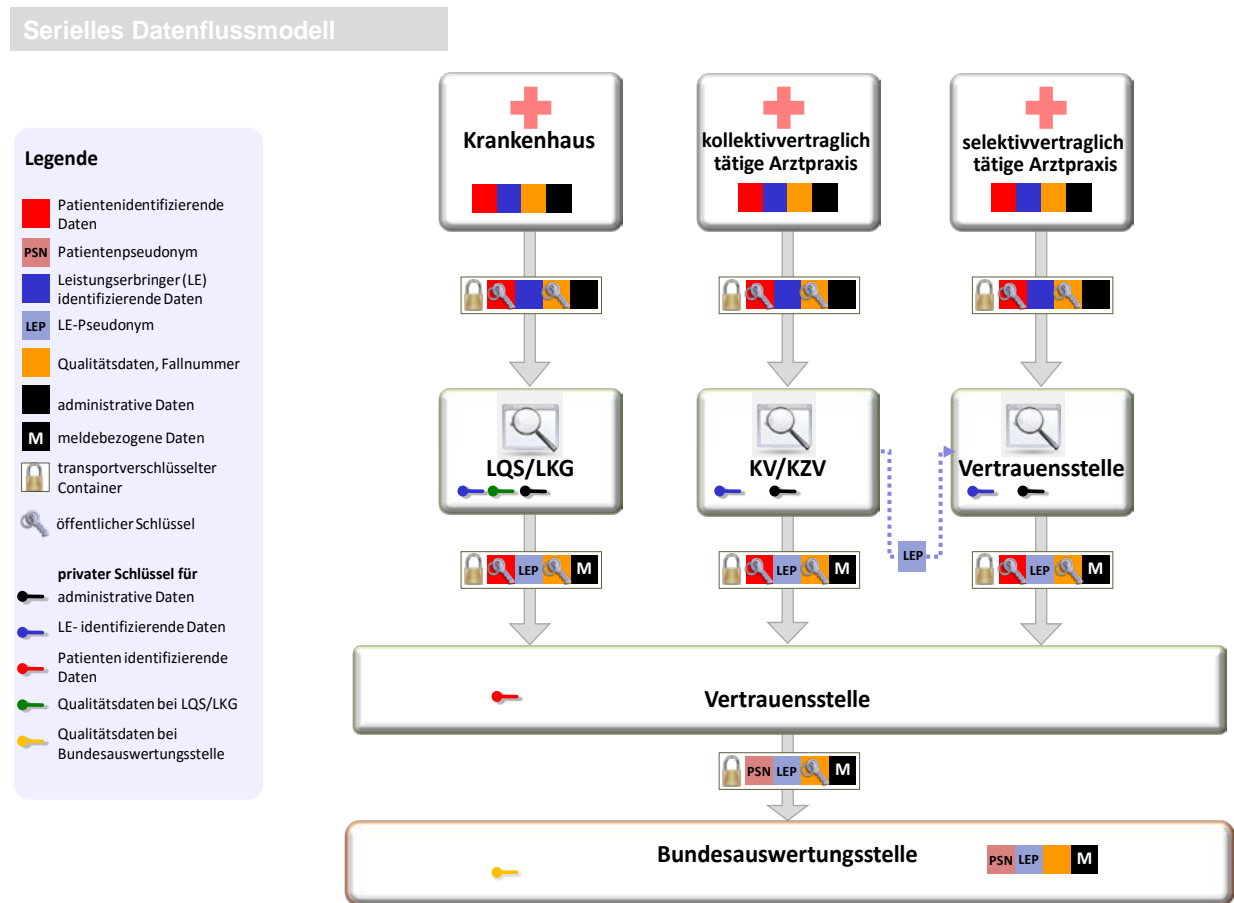 Serielles Datenflussmodell
Legende
Patientenidentifizierende
Daten
PSN Patientenpseudonym
Leistungserbringer (LE)
identifizierende Daten
LEP LE-Pseudonym
Qualitätsdaten, Fallnummer
administrative Daten
M meldebezogene Daten
transportverschlüsselter
Container
öffentlicher Schlüssel
privater Schlüssel für
administrative Daten
LE- identifizierende Daten
Patienten identifizierende
Daten
Qualitätsdaten bei LQS/LKG
Qualitätsdaten bei
Bundesauswertungsstelle
Krankenhaus
kollektivvertraglich
tätige Arztpraxis
selektivvertraglich
tätige Arztpraxis
LQS/LKG
KV/KZV
Vertrauensstelle
LEP
LEP M
LEP M
LEP M
Vertrauensstelle
PSN LEP M
Bundesauswertungsstelle
PSN LEP M